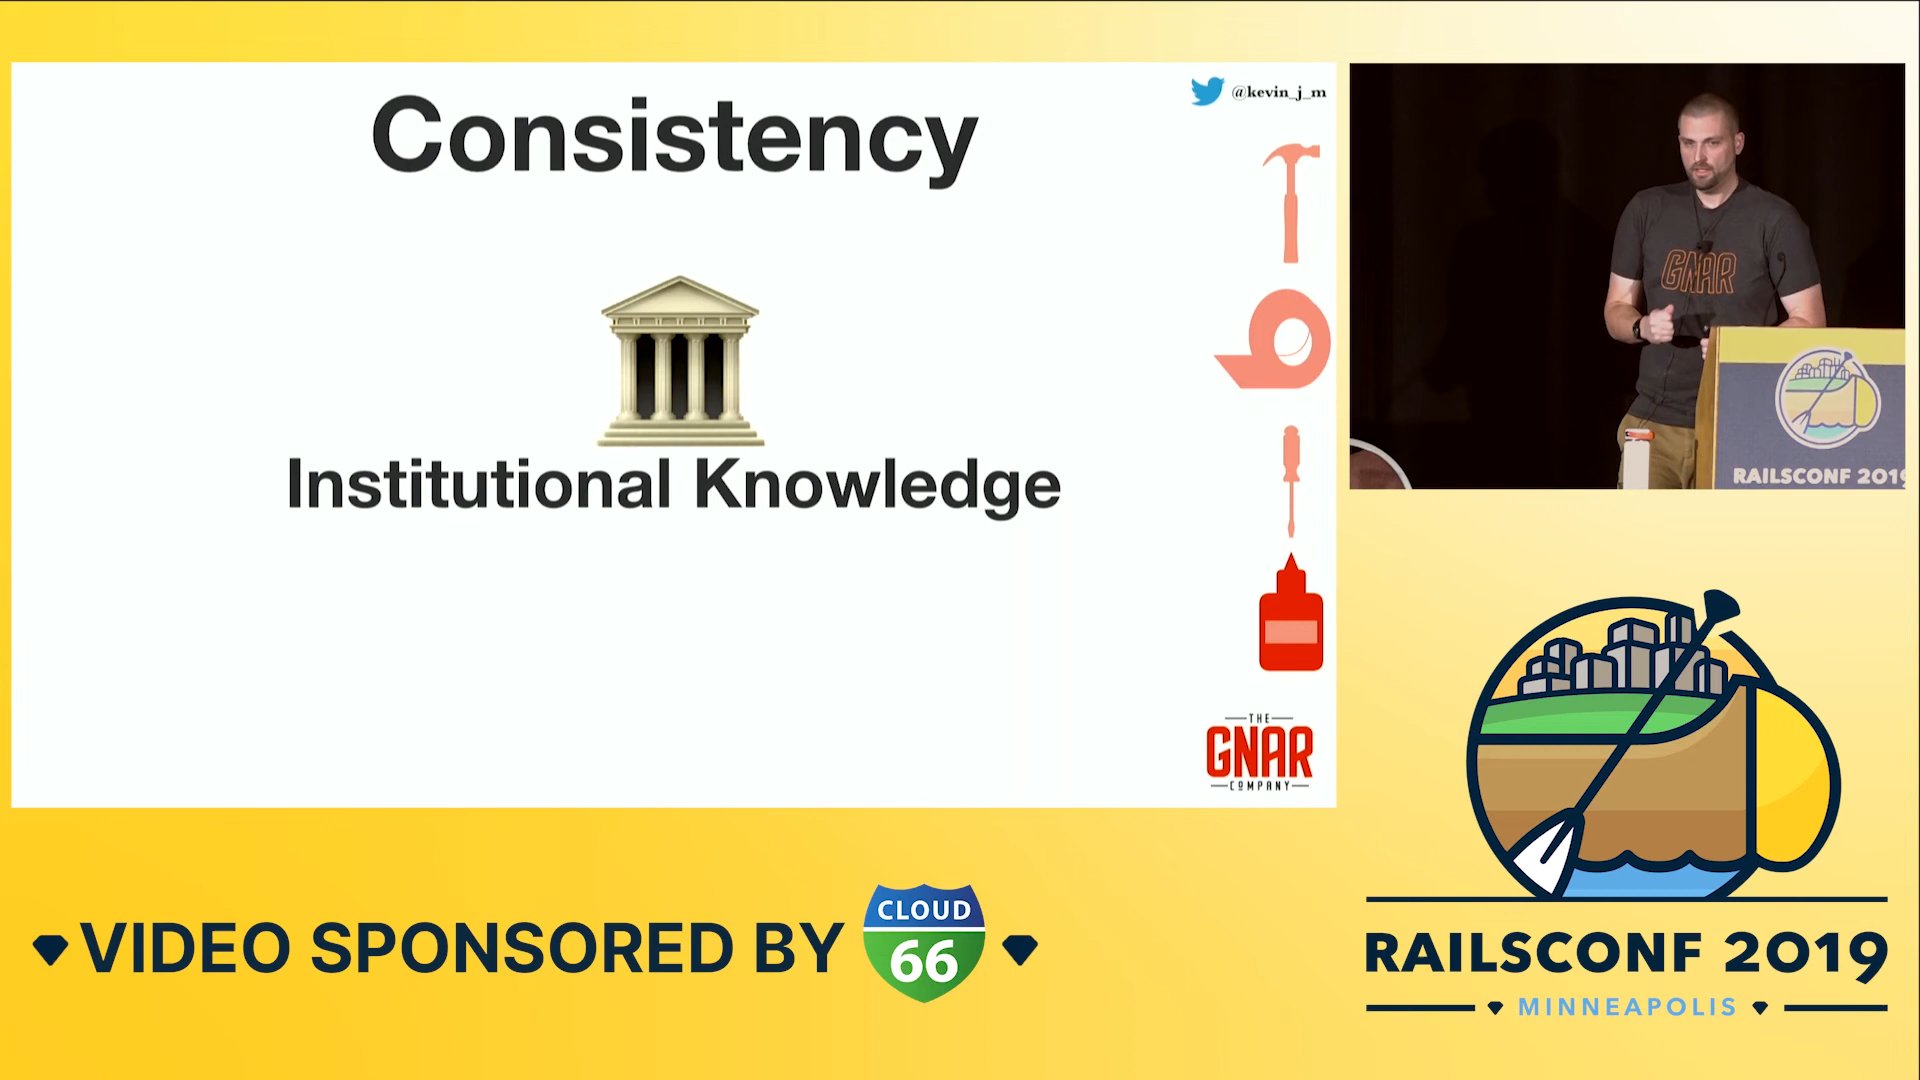 Consistency
@kevin_j_m
Institutional Knowledge
THE
GNAR
COMPANY
GNAR
RAILSCONF 2019
VIDEO SPONSORED BY
CLOUD
66
RAILSCONF 2019
MINNEAPOLIS